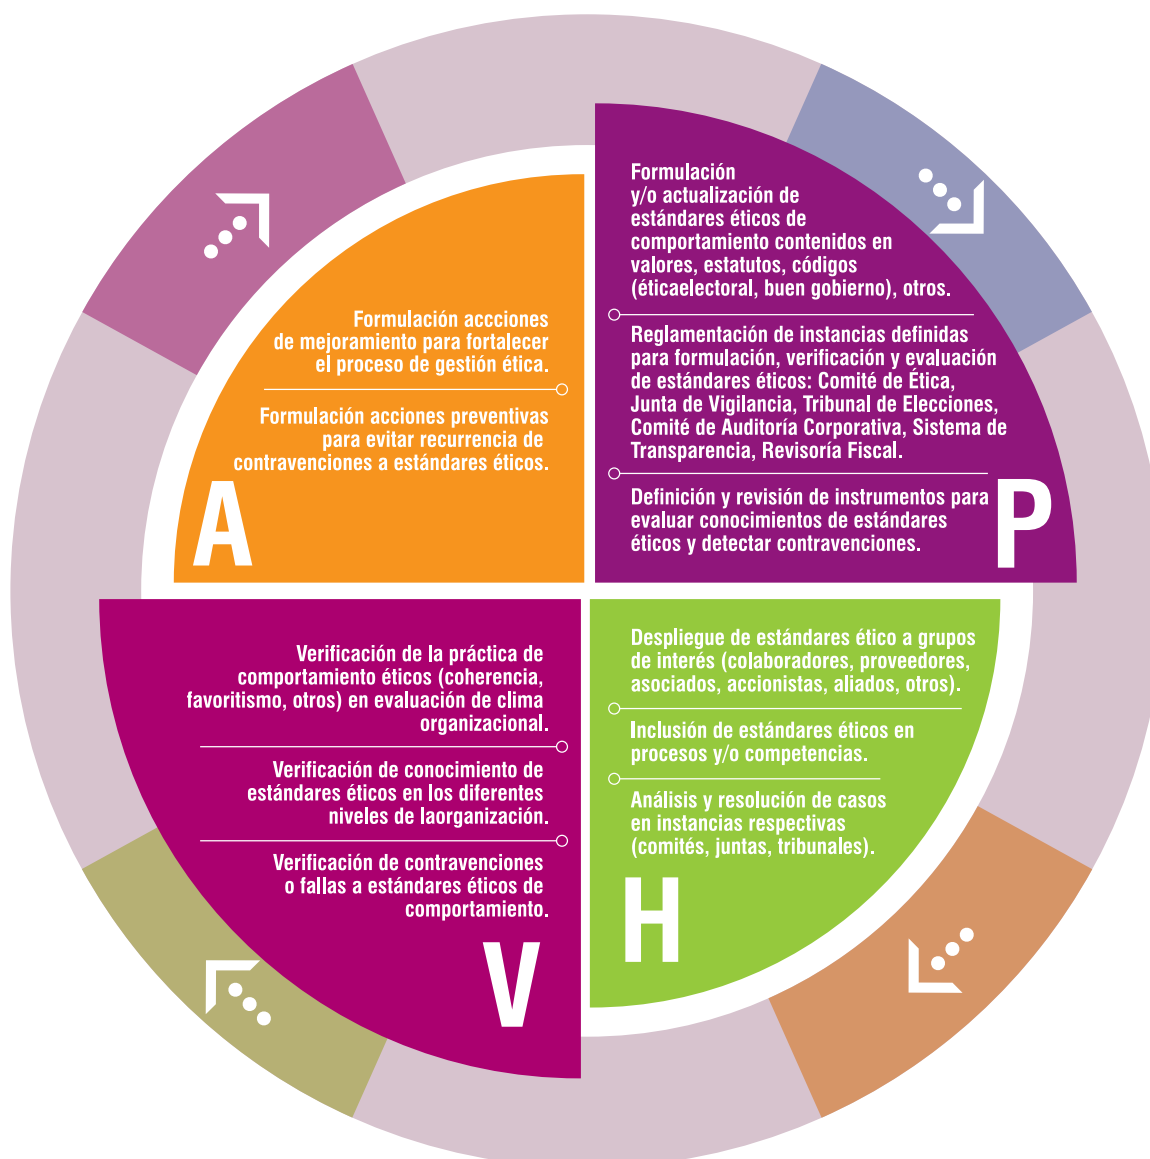 Formulación
y/o actualización de
estándares éticos de
comportamiento contenidos en
valores, estatutos, códigos
(éticaelectoral, buen gobierno), otros.
Reglamentación de instancias definidas
para formulación, verificación y evaluación
de estándares éticos: Comité de Ética,
Junta de Vigilancia, Tribunal de Elecciones,
Comité de Auditoría Corporativa, Sistema de
Transparencia, Revisoría Fiscal.
Definición y revisión de instrumentos para
evaluar conocimientos de estándares
éticos y detectar contravenciones.
P
Despliegue de estándares ético a grupos
de interés (colaboradores, proveedores,
asociados, accionistas, aliados, otros).
Inclusión de estándares éticos en
procesos y/o competencias.
Análisis y resolución de casos
en instancias respectivas
(comités, juntas, tribunales).
H
Verificación de la práctica de
comportamiento éticos (coherencia,
favoritismo, otros) en evaluación de clima
organizacional.
Verificación de conocimiento de
estándares éticos en los diferentes
niveles de laorganización.
Verificación de contravenciones
o fallas a estándares éticos de
comportamiento.
V
Formulación accciones
de mejoramiento para fortalecer
el proceso de gestión ética.
Formulación acciones preventivas
para evitar recurrencia de
contravenciones a estándares éticos.
A